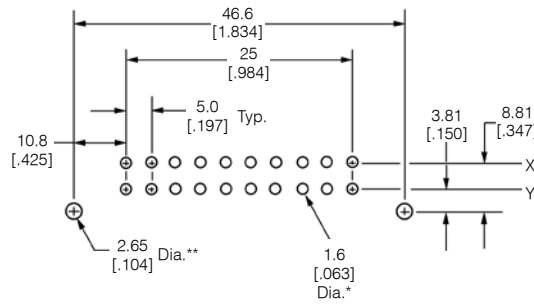 46.6
[1.834]
25
[.984]
5.0
[.197] Typ.
10.8
[.425]
3.81
[.150]
8.81
[.347]
X
Y
2.65
[.104] Dia.**
1.6
[.063]
Dia.*